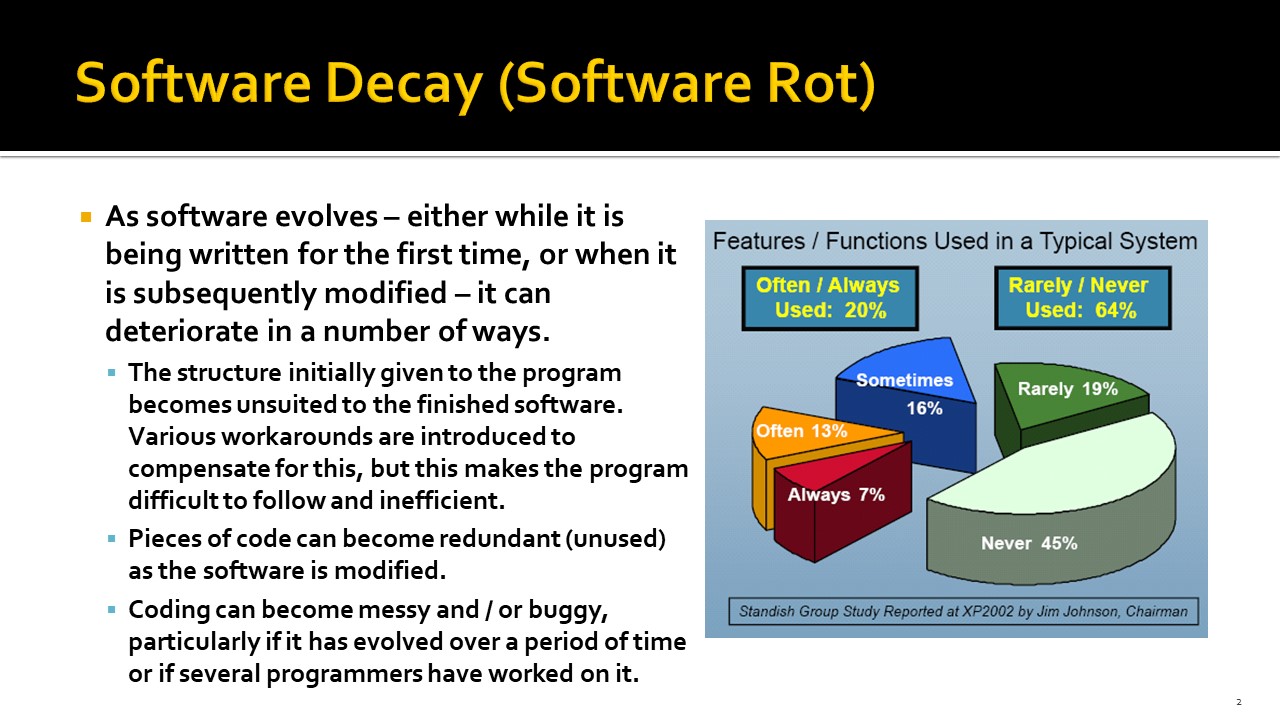 Software Decay (Software Rot)
As software evolves – either while it is
being written for the first time, or when it
is subsequently modified – it can
deteriorate in a number of ways.
The structure initially given to the program
becomes unsuited to the finished software.
Various workarounds are introduced to
compensate for this, but this makes the program
difficult to follow and inefficient.
Pieces of code can become redundant (unused)
as the software is modified.
Coding can become messy and / or buggy,
particularly if it has evolved over a period of time
or if several programmers have worked on it.
Features / Functions Used in a Typical System
Often / Always
Used: 20%
Rarely / Never
Used: 64%
Sometimes
16%
Rarely 19%
Often 13%
Always 7%
Never 45%
Standish Group Study Reported at XP2002 by Jim Johnson, Chairman
2